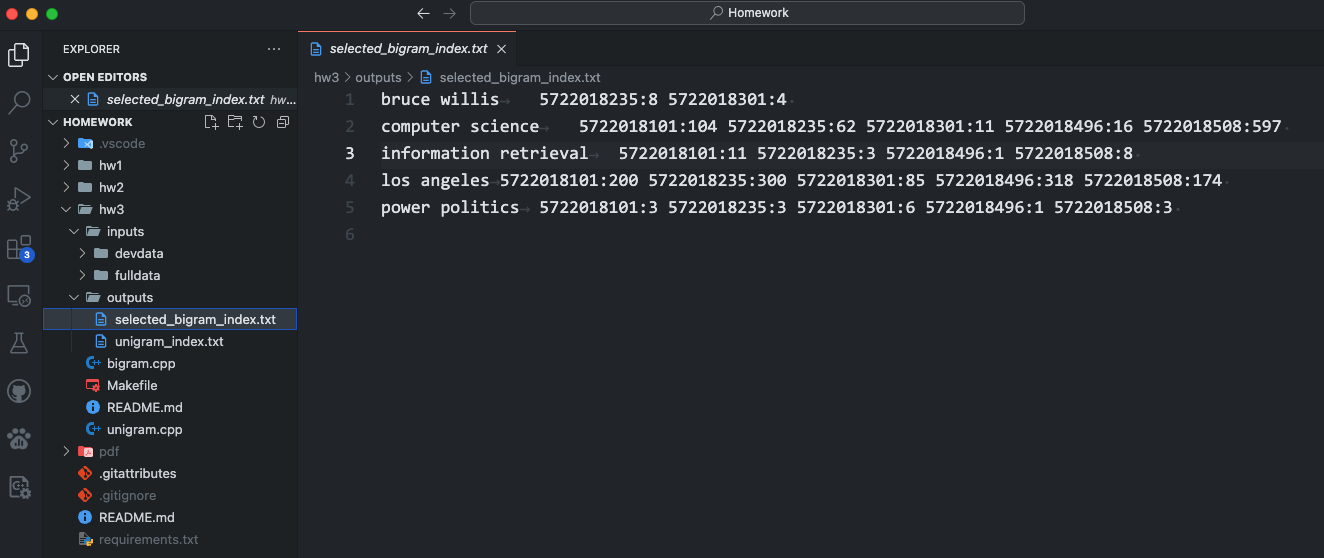 Homework
EXPLORER
OPEN EDITORS
selected_bigram_index.txt hw...
HOMEWORK
.vscode
hw1
hw2
hw3
inputs
devdata
fulldata
outputs
selected_bigram_index.txt
unigram_index.txt
bigram.cpp
Makefile
README.md
unigram.cpp
pdf
.gitattributes
.gitignore
README.md
requirements.txt
3
selected_bigram_index.txt
hw3 > outputs > selected_bigram_index.txt
1 bruce willis→ 5722018235:8 5722018301:4·
2 computer science→ 5722018101:104 5722018235:62 5722018301:11 5722018496:16 5722018508:597·
3 information retrieval→ 5722018101:11 5722018235:3 5722018496:1 5722018508:8·
4 los angeles→5722018101:200 5722018235:300 5722018301:85 5722018496:318 5722018508:174·
5 power politics→ 5722018101:3 5722018235:3 5722018301:6 5722018496:1 5722018508:3·
6